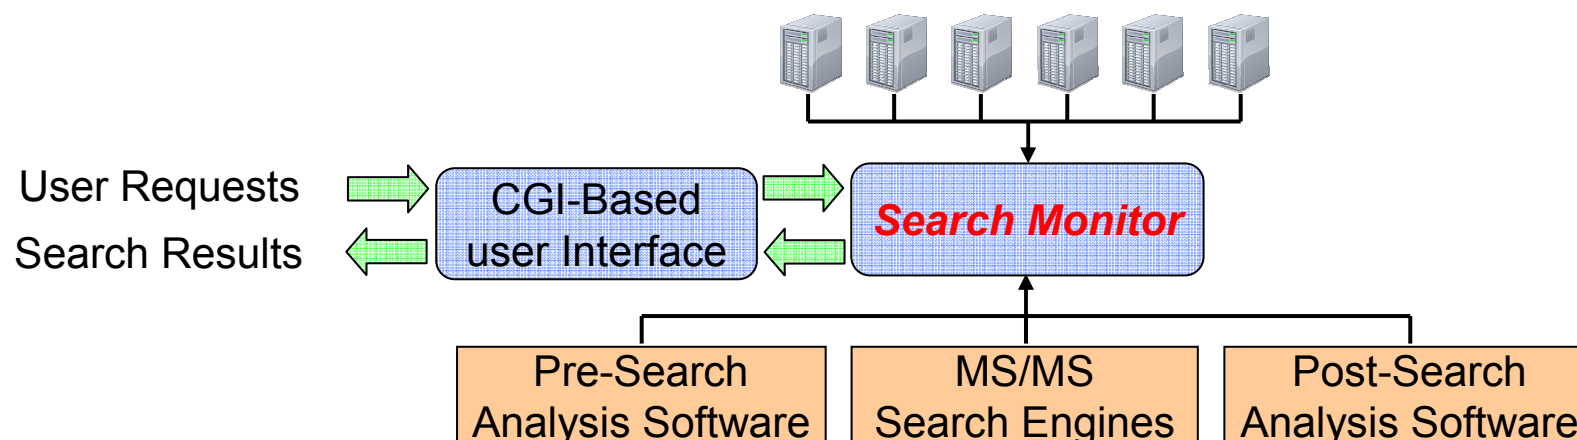 User Requests
Search Results
CGI-Based
user Interface
Search Monitor
Pre-Search
Analysis Software
MS/MS
Search Engines
Post-Search
Analysis Software